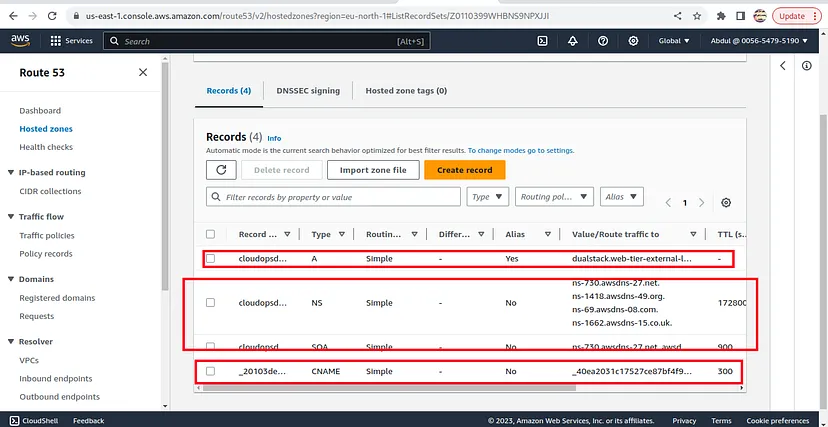 us-east-1.console.aws.amazon.com/route53/v2/hostedzones?region=eu-north-1#ListRecordSets/Z0110399WHBNS9NPXJJI
Update
aws
Services
Search
[Alt+S]
Global
Abdul @ 0056-5479-5190
Route 53
Dashboard
Hosted zones
Health checks
IP-based routing
CIDR collections
Traffic flow
Traffic policies
Policy records
Domains
Registered domains
Requests
Resolver
VPCs
Inbound endpoints
Outbound endpoints
Records (4)
DNSSEC signing
Hosted zone tags (0)
Records (4) Info
Automatic mode is the current search behavior optimized for best filter results. To change modes go to settings.
Delete record
Import zone file
Create record
Filter records by property or value
Type
Routing pol...
Alias
1
Record ...
Type
Routin...
Differ...
Alias
Value/Route traffic to
TTL (s...
cloudopsd... A Simple - Yes dualstack.web-tier-external-l... -
cloudopsd... NS Simple - No
ns-730.awsdns-27.net.
ns-1418.awsdns-49.org.
ns-69.awsdns-08.com.
ns-1662.awsdns-15.co.uk.
172800
cloudopsd... SOA Simple - No ns-730.awsdns-27.net. awsd... 900
_20103de... CNAME Simple - No _40ea2031c17527ce87bf4f9... 300
CloudShell
Feedback
© 2023, Amazon Web Services, Inc. or its affiliates.
Privacy
Terms
Cookie preferences